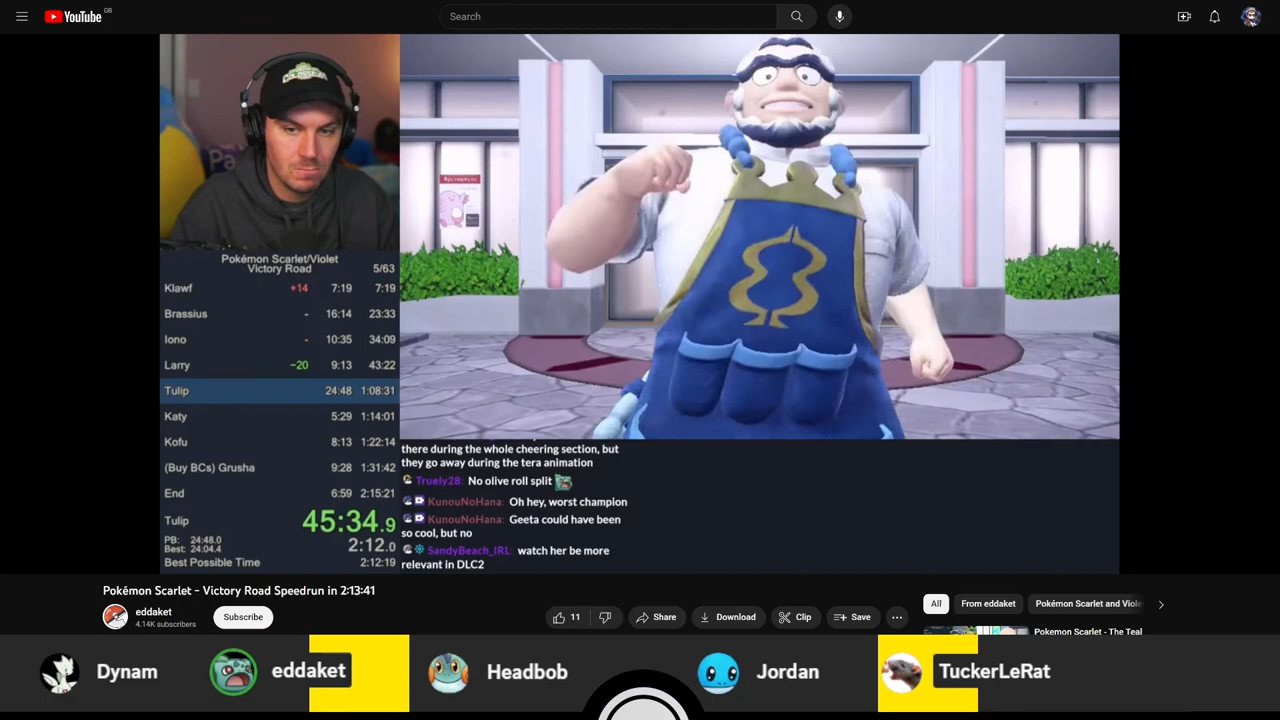 YouTube GB
Search
COLOSSEUM
Pa
Pokémon Scarlet/Violet
Victory Road 5/63
Klawf +14 7:19 7:19
Brassius - 16:14 23:33
Iono - 10:35 34:09
Larry −20 9:13 43:22
Tulip 24:48 1:08:31
Katy 5:29 1:14:01
Kofu 8:13 1:22:14
(Buy BCs) Grusha 9:28 1:31:42
End 6:59 2:15:21
Tulip 45:34.9
PB: 24:48.0
Best: 24:04.4
2:12.0
Best Possible Time 2:12:19
there during the whole cheering section, but
they go away during the tera animation
Truely28: No olive roll split
KunouNoHana: Oh hey, worst champion
KunouNoHana: Geeta could have been
so cool, but no
SandyBeach_IRL: watch her be more
relevant in DLC2
Pokémon Scarlet - Victory Road Speedrun in 2:13:41
eddaket
4.14K subscribers
Subscribe
11
Share
Download
Clip
Save
All
From eddaket
Pokémon Scarlet and Viole
Pokemon Scarlet - The Teal
Dynam
eddaket
Headbob
Jordan
TuckerLeRat